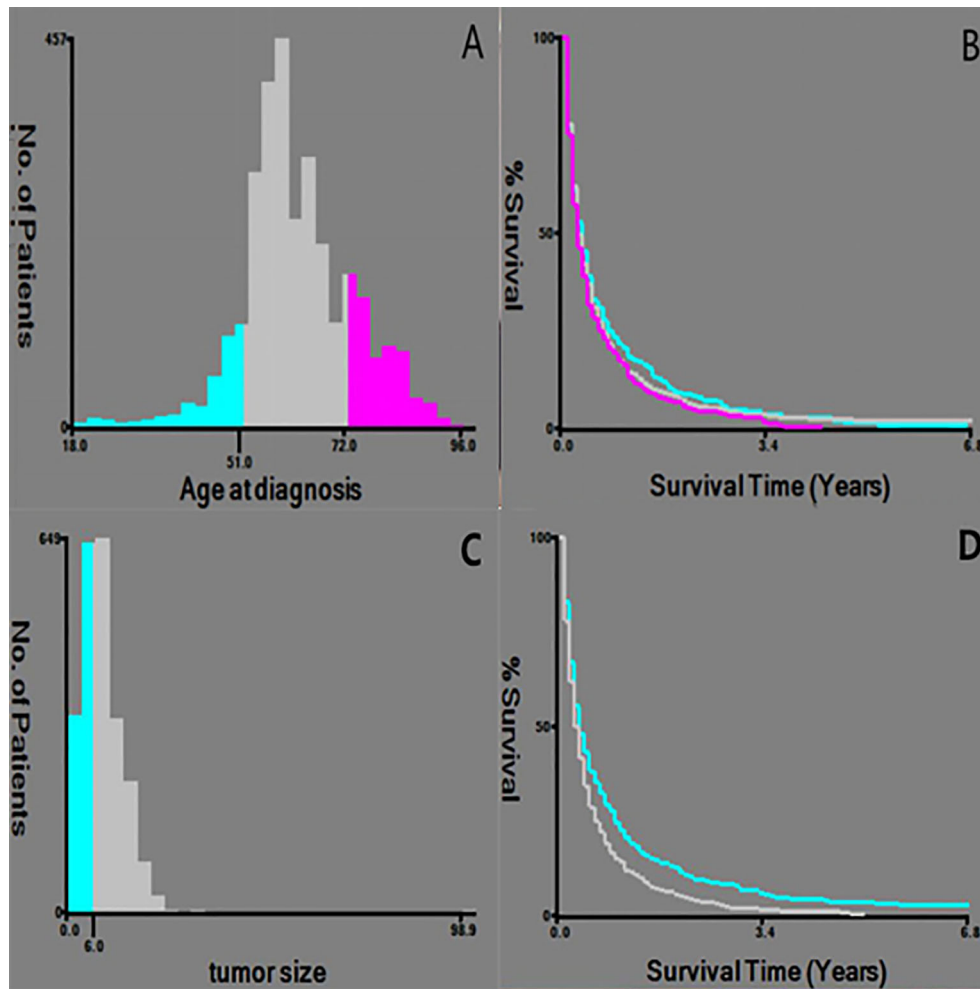 A
457
No. of Patients
0
18.0
51.0
72.0
96.0
Age at diagnosis
B
100
% Survival
50
0
0.0
3.4
6.8
Survival Time (Years)
C
649
No. of Patients
0
0.0
6.0
98.9
tumor size
D
100
% Survival
50
0
0.0
3.4
6.8
Survival Time (Years)